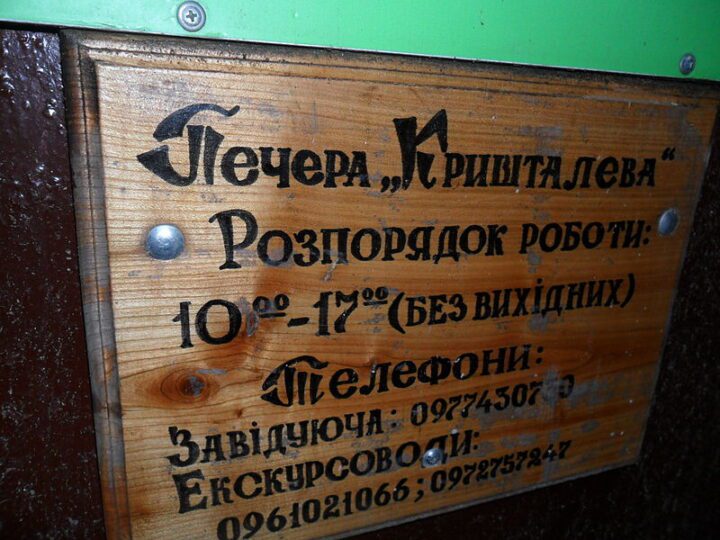 Печера „Кришталева“
Розпорядок роботи:
10⁰⁰-17⁰⁰ (без вихідних)
Телефони:
Завідуюча:
Екскурсоводи:
0961021066; 0972757247